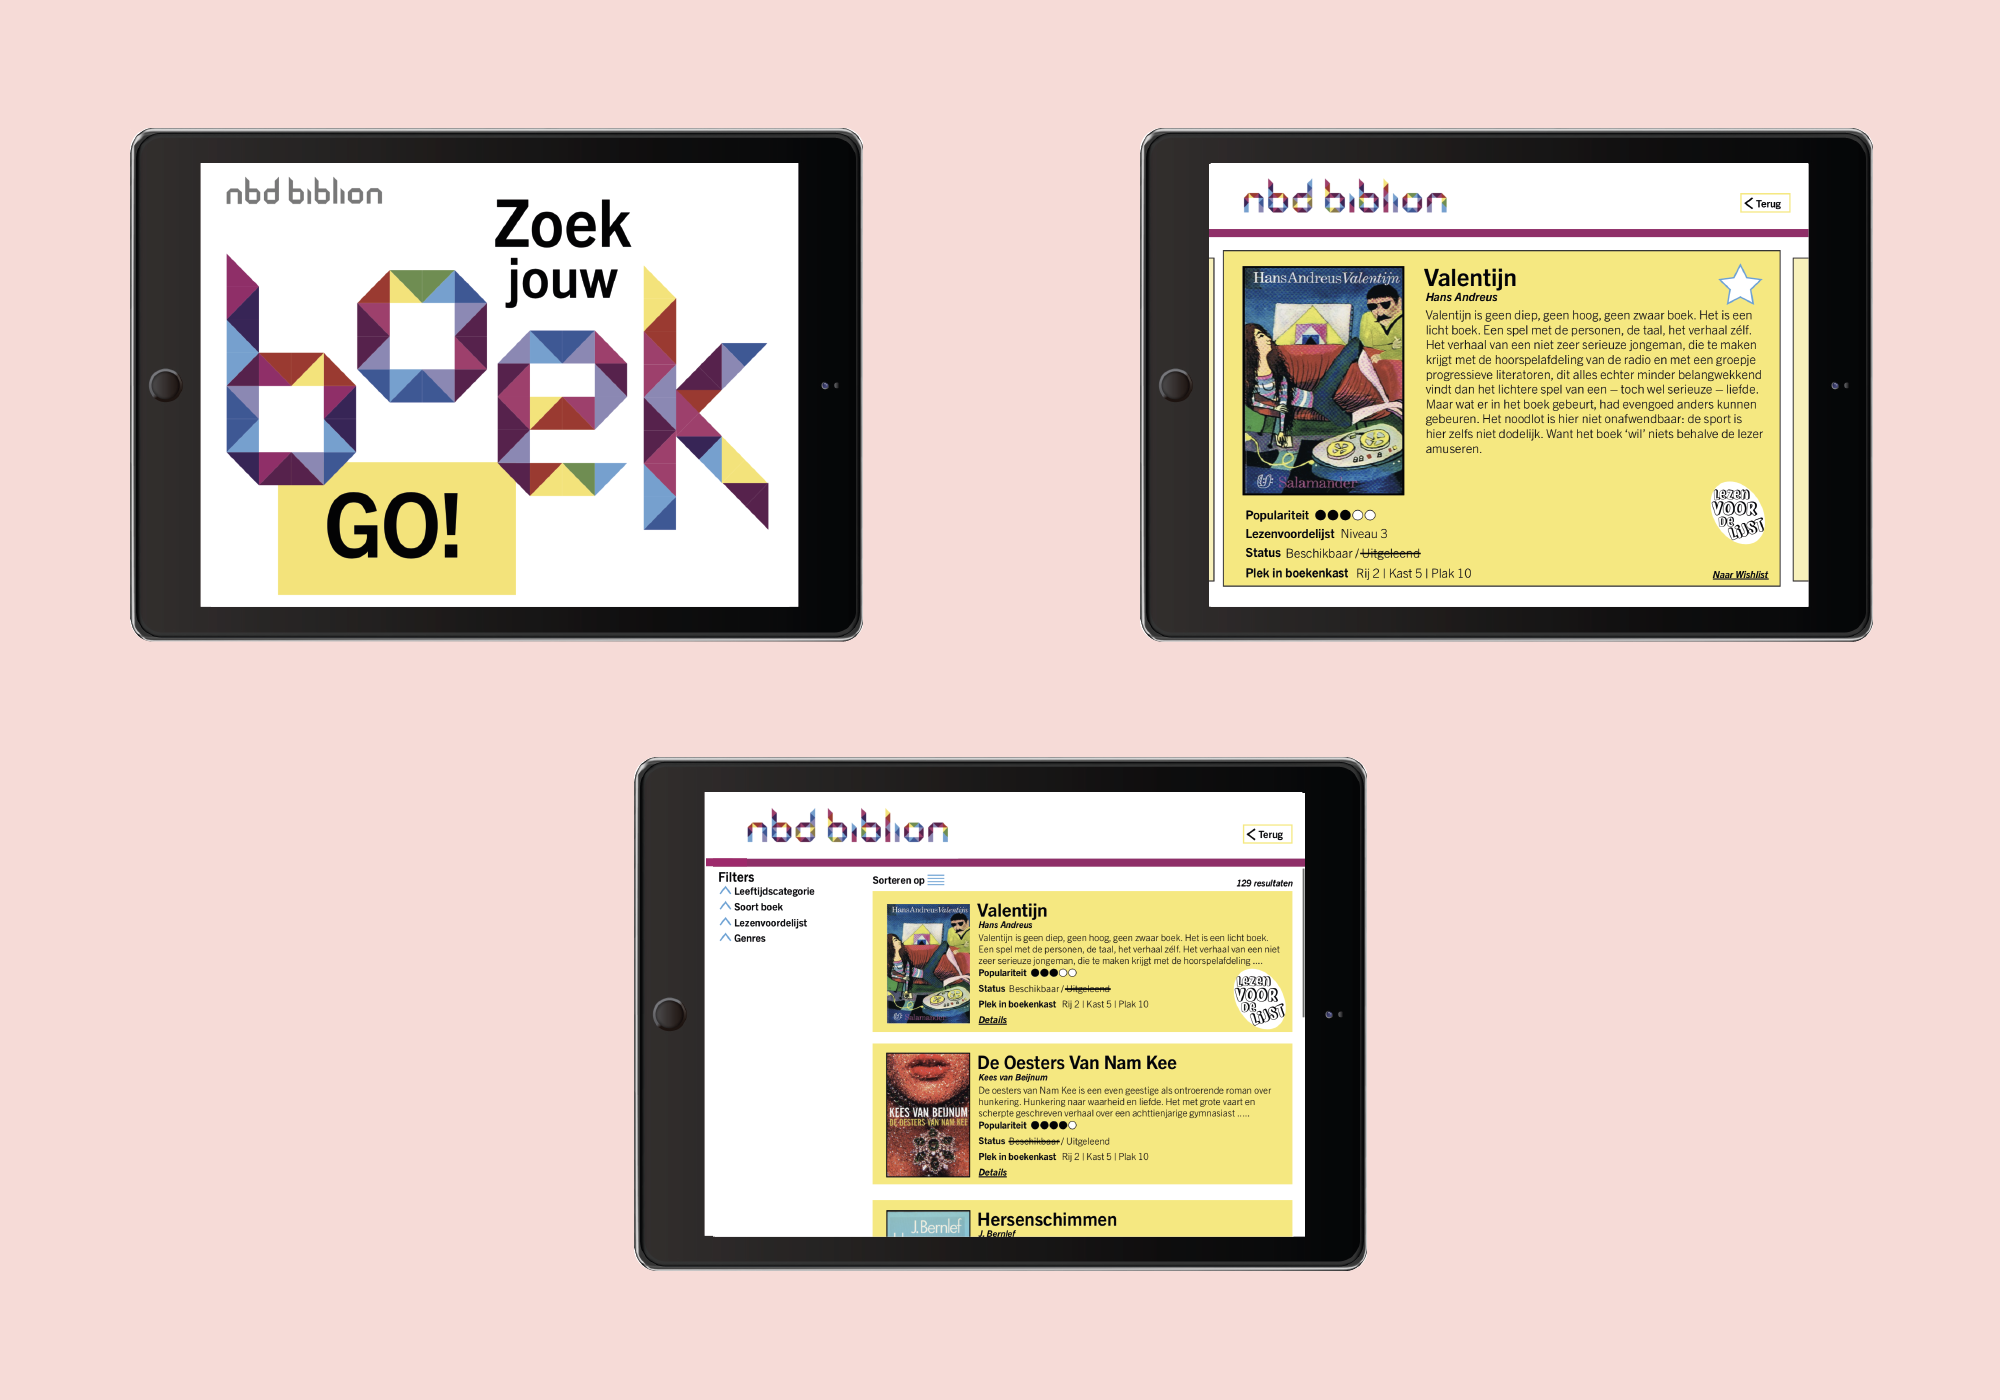 nbd biblion
Zoek
jouw
boek
GO!
nbd biblion
Terug
Hans Andreus Valentijn
Salamander
Valentijn
Hans Andreus
Valentijn is geen diep, geen hoog, geen zwaar boek. Het is een
licht boek. Een spel met de personen, de taal, het verhaal zélf.
Het verhaal van een niet zeer serieuze jongeman, die te maken
krijgt met de hoorspelafdeling van de radio en met een groepje
progressieve literatoren, dit alles echter minder belangwekkend
vindt dan het lichtere spel van een – toch wel serieuze – liefde.
Maar wat er in het boek gebeurt, had evengoed anders kunnen
gebeuren. Het noodlot is hier niet onafwendbaar: de sport is
hier zelfs niet dodelijk. Want het boek ‘wil’ niets behalve de lezer
amuseren.
LEZEN
VOOR
DE
LIJST
Populariteit
Lezenvoordelijst Niveau 3
Status Beschikbaar / Uitgeleend
Plek in boekenkast Rij 2 | Kast 5 | Plak 10
Naar Wishlist
nbd biblion
Terug
Filters
Leeftijdscategorie
Soort boek
Lezenvoordelijst
Genres
Sorteren op
129 resultaten
Hans Andreus Valentijn
Salamander
Valentijn
Hans Andreus
Valentijn is geen diep, geen hoog, geen zwaar boek. Het is een licht boek.
Een spel met de personen, de taal, het verhaal zélf. Het verhaal van een niet
zeer serieuze jongeman, die te maken krijgt met de hoorspelafdeling ....
Populariteit
Status Beschikbaar / Uitgeleend
Plek in boekenkast Rij 2 | Kast 5 | Plak 10
Details
LEZEN
VOOR
DE
LIJST
KEES VAN BEIJNUM
DE OESTERS VAN NAM KEE
De Oesters Van Nam Kee
Kees van Beijnum
De oesters van Nam Kee is een even geestige als ontroerende roman over
hunkering. Hunkering naar waarheid en liefde. Het met grote vaart en
scherpte geschreven verhaal over een achttienjarige gymnasiast .....
Populariteit
Status Beschikbaar / Uitgeleend
Plek in boekenkast Rij 2 | Kast 5 | Plak 10
Details
J. Bernlef
Hersenschimmen
J. Bernlef